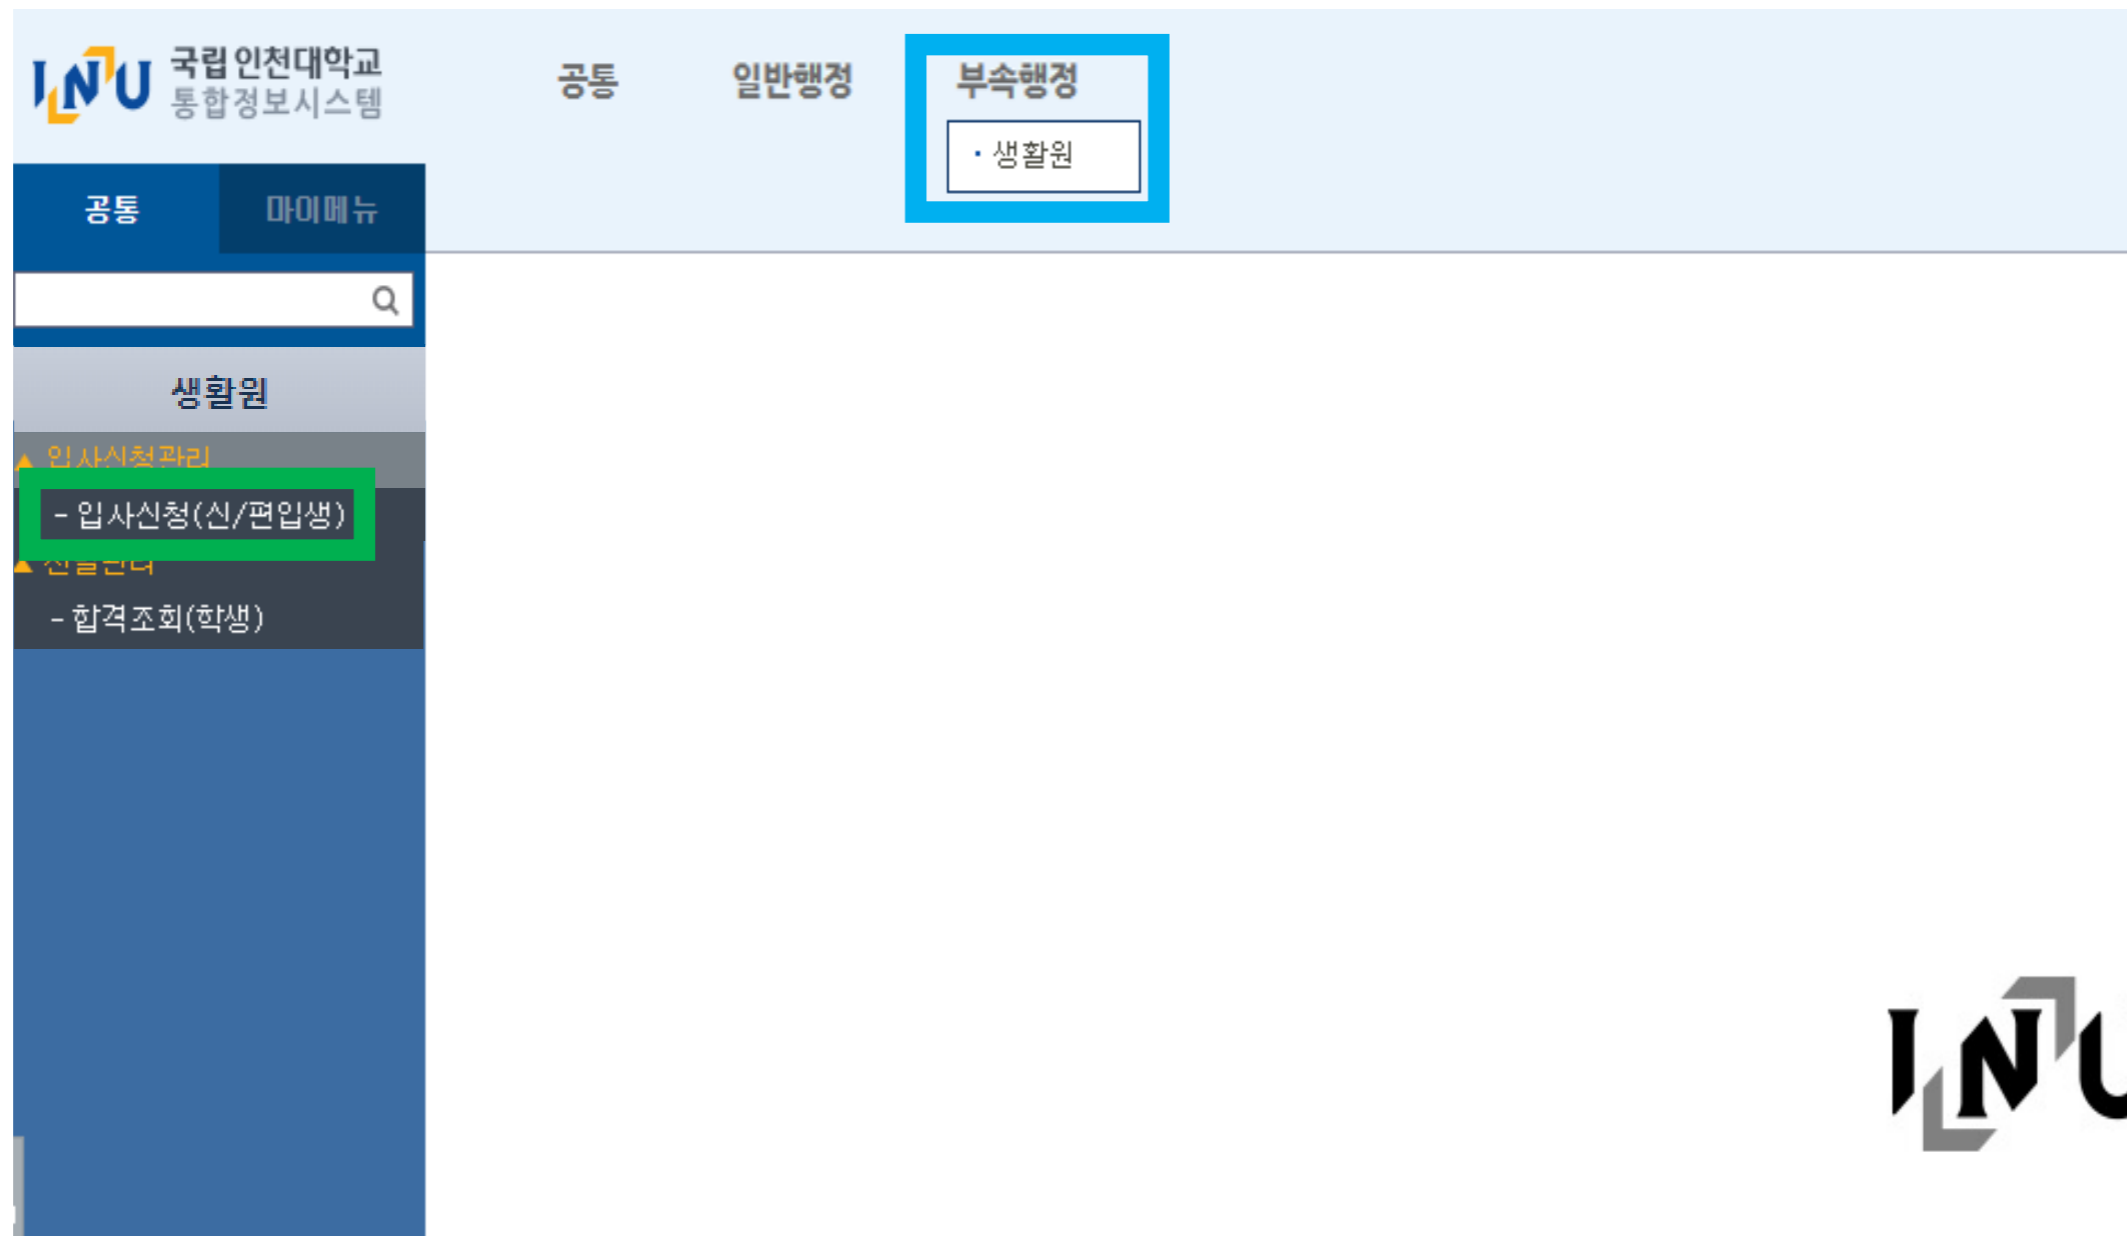 INU 국립인천대학교
통합정보시스템
공통 일반행정 부속행정
· 생활원
공통 마이메뉴
생활원
▲ 입사신청관리
- 입사신청(신/편입생)
- 합격조회(학생)
INU